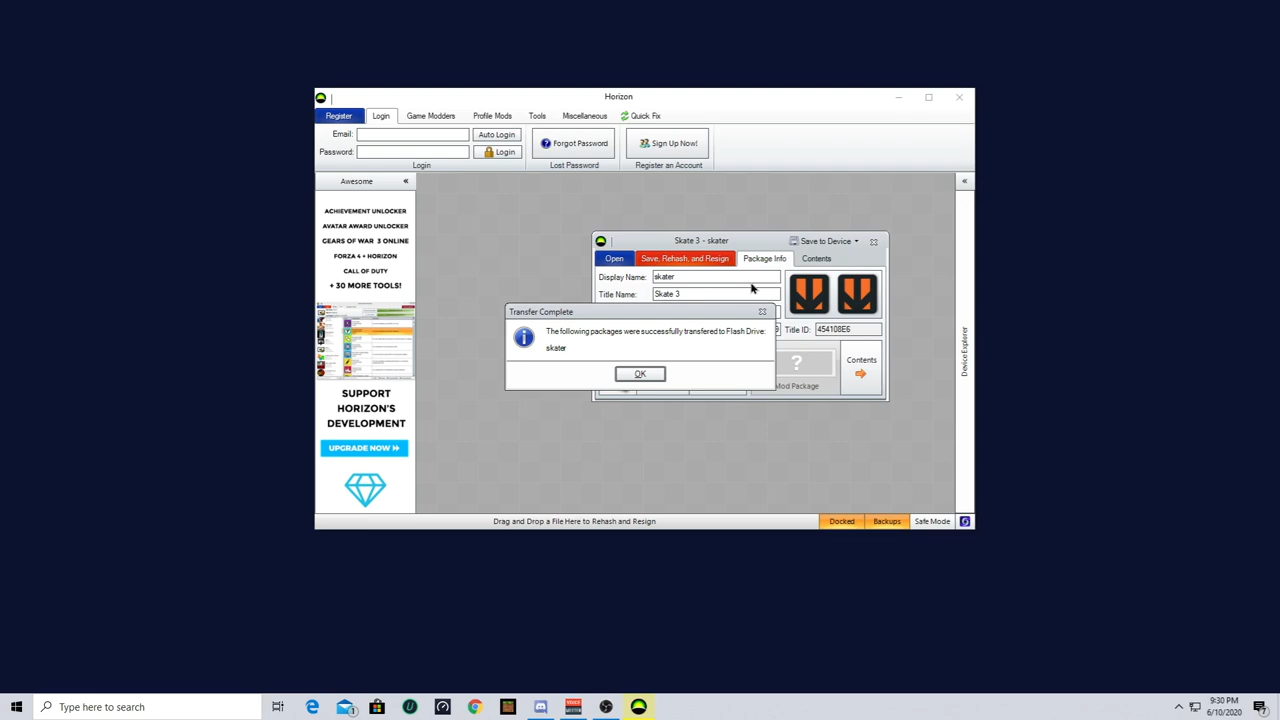 Horizon
Register Login Game Modders Profile Mods Tools Miscellaneous Quick Fix
Email: Auto Login Forgot Password Sign Up Now!
Password: Login
Login Lost Password Register an Account
Awesome «
«
ACHIEVEMENT UNLOCKER
AVATAR AWARD UNLOCKER
GEARS OF WAR 3 ONLINE
FORZA 4 + HORIZON
CALL OF DUTY
+ 30 MORE TOOLS!
SUPPORT
HORIZON'S
DEVELOPMENT
UPGRADE NOW »
Skate 3 - skater Save to Device
Open Save, Rehash, and Resign Package Info Contents
Display Name: skater
Title Name: Skate 3
Title ID: 454108E6
Contents
Mod Package
Transfer Complete
The following packages were successfully transfered to Flash Drive:
skater
OK
Device Explorer
Drag and Drop a File Here to Rehash and Resign Docked Backups Safe Mode
Type here to search
9:30 PM
6/10/2020